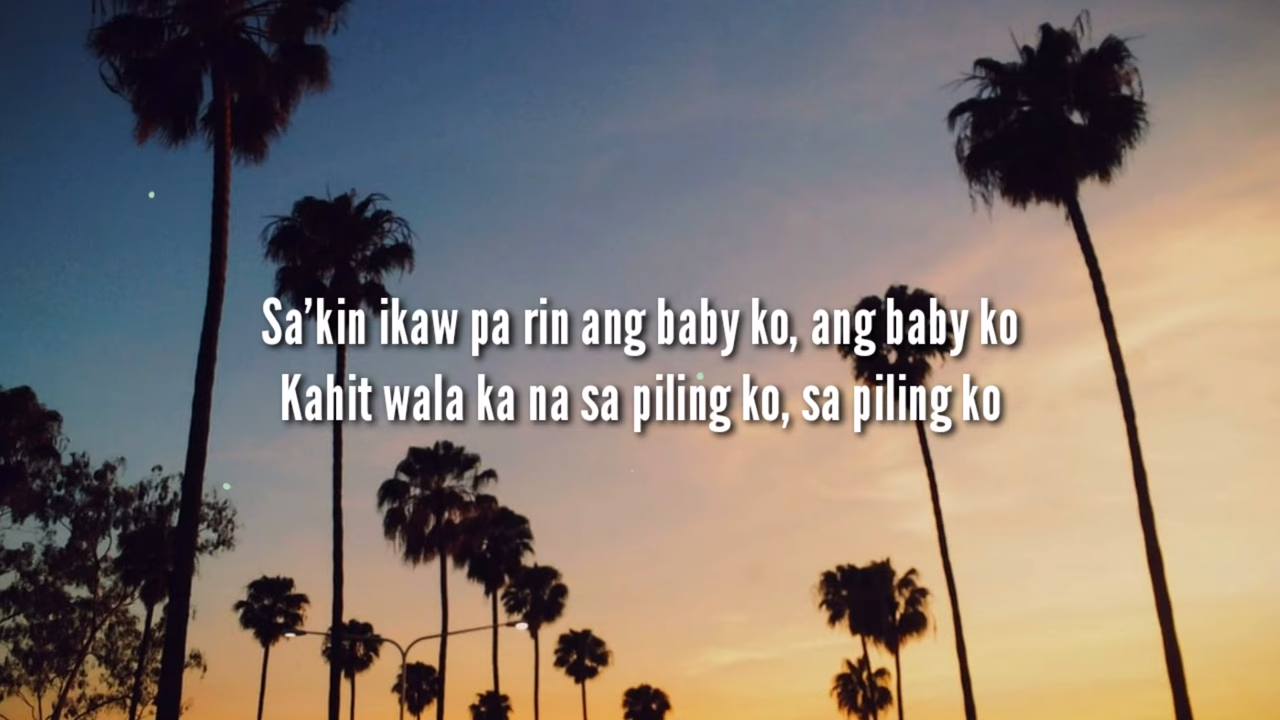 Sa’kin ikaw pa rin ang baby ko, ang baby ko
Kahit wala ka na sa piling ko, sa piling ko